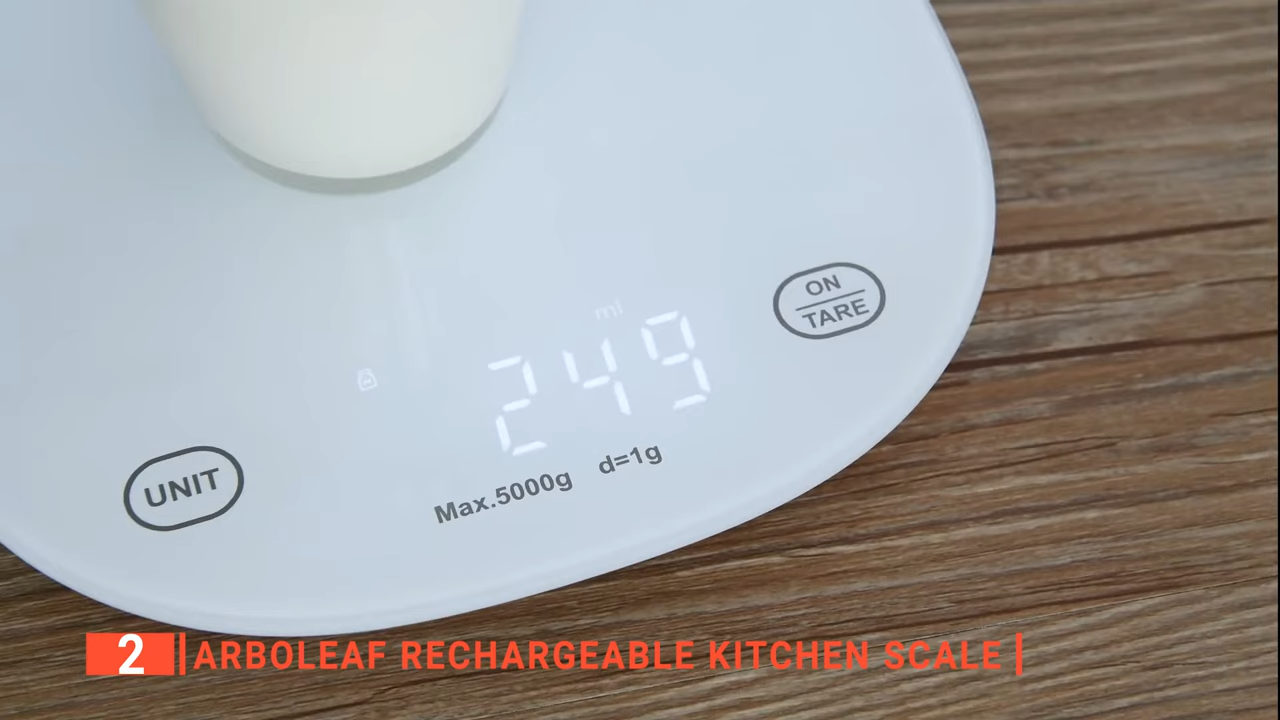 ON
TARE
ml
249
UNIT
Max.5000g d=1g
2 ARBOLEAF RECHARGEABLE KITCHEN SCALE